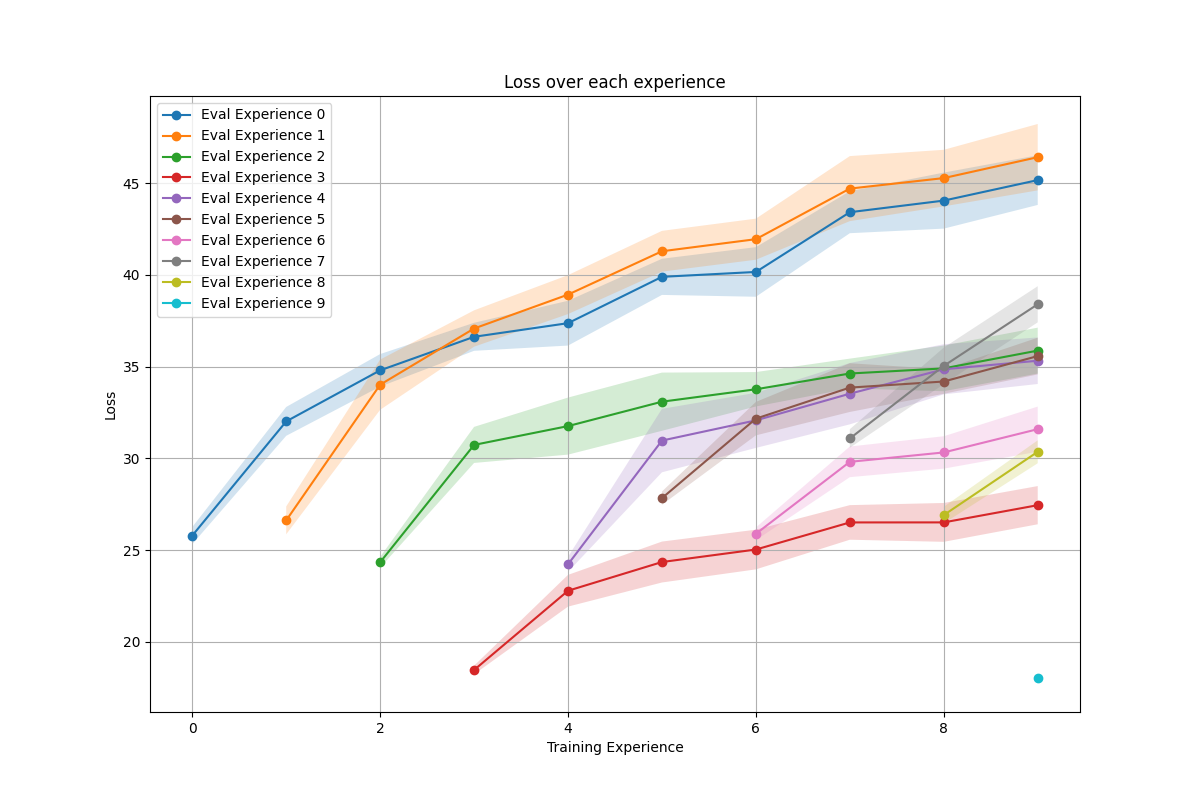 Loss over each experience
Eval Experience 0
Eval Experience 1
Eval Experience 2
Eval Experience 3
Eval Experience 4
Eval Experience 5
Eval Experience 6
Eval Experience 7
Eval Experience 8
Eval Experience 9
45
40
35
30
25
20
Loss
0 2 4 6 8
Training Experience